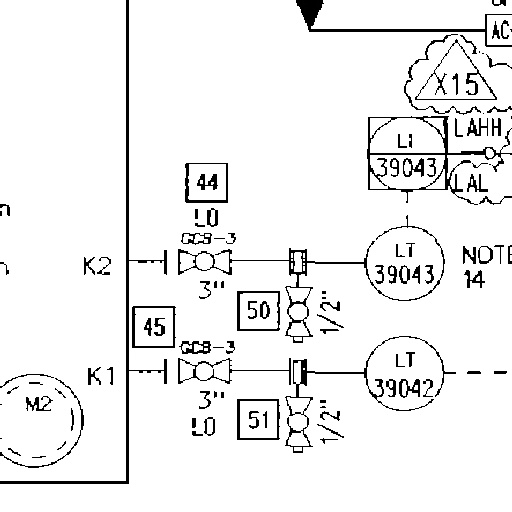 AC
X15
LI
39043
LAHH
LAL
44
LO
GCB-3
K2
3"
LT
39043
NOTE
14
50
1/2"
45
GCB-3
K1
3"
LO
LT
39042
51
1/2"
M2